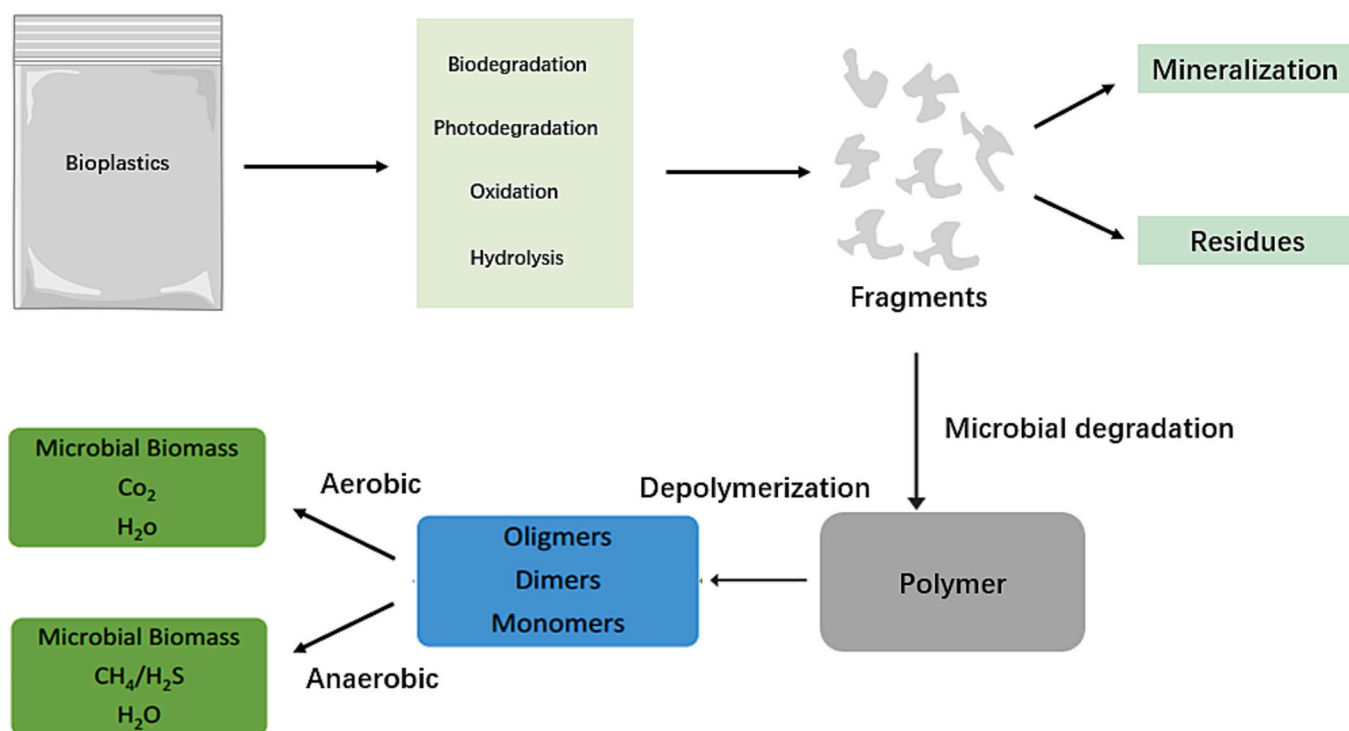 Bioplastics
Biodegradation
Photodegradation
Oxidation
Hydrolysis
Fragments
Mineralization
Residues
Microbial degradation
Polymer
Depolymerization
Oligmers
Dimers
Monomers
Aerobic
Microbial Biomass
Co₂
H₂o
Anaerobic
Microbial Biomass
CH₄/H₂S
H₂O